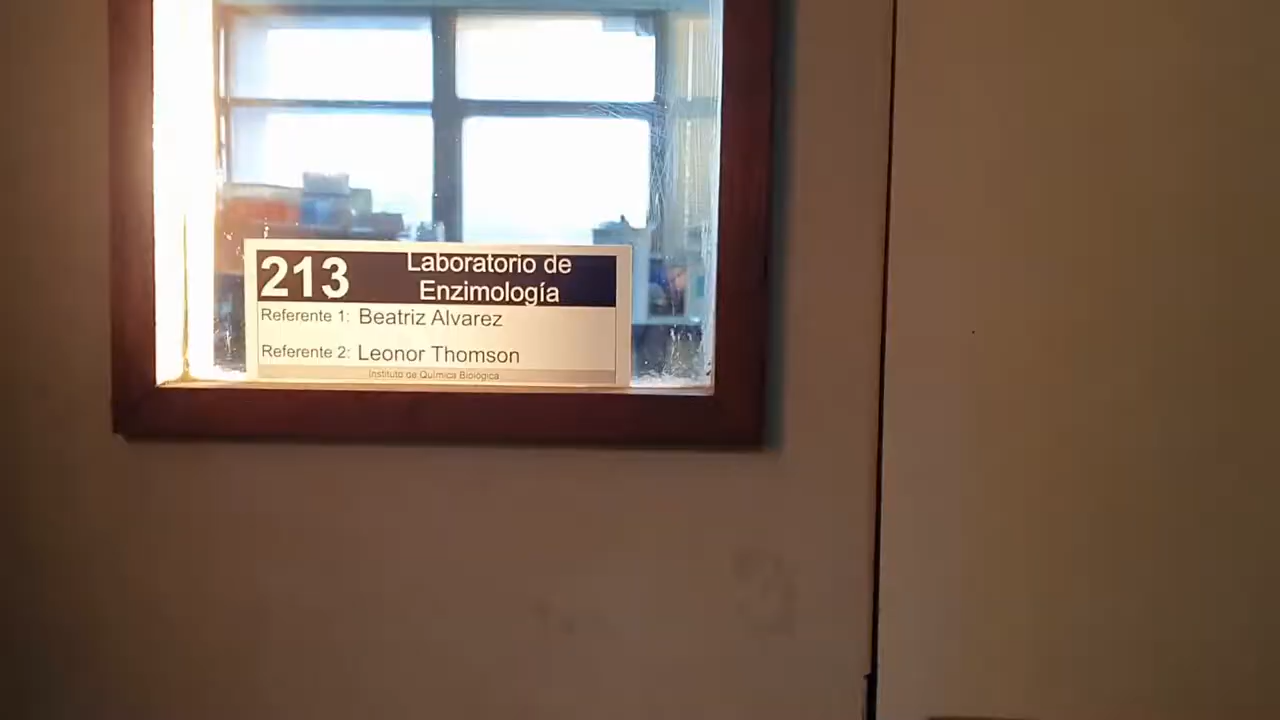 213
Laboratorio de
Enzimología
Referente 1: Beatriz Alvarez
Referente 2: Leonor Thomson
Instituto de Química Biológica